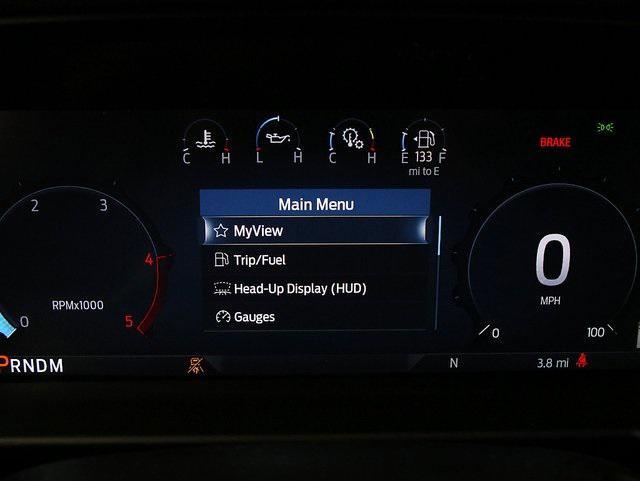 C H L H C H E F
133
mi to E
BRAKE
2 3
4
RPMx1000
0 5
Main Menu
MyView
Trip/Fuel
Head-Up Display (HUD)
Gauges
0
MPH
0 100
PRNDM
N 3.8 mi